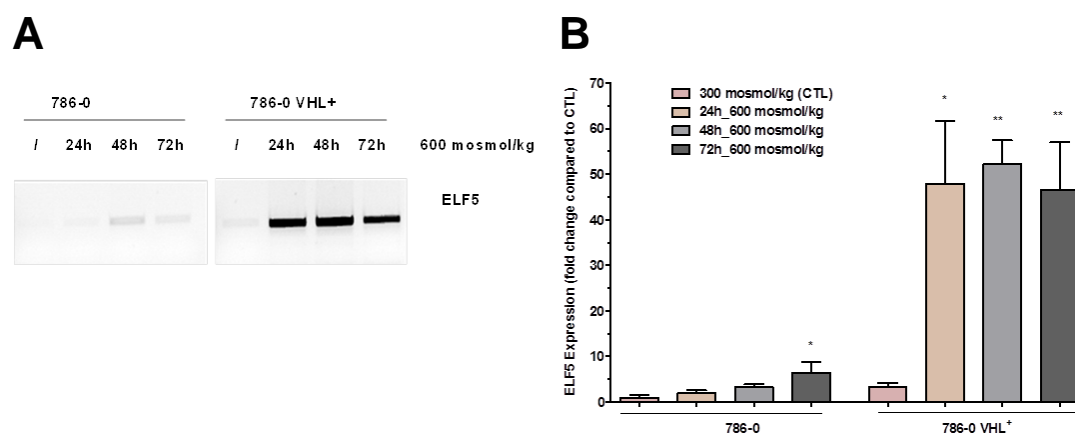 A
786-0
786-0 VHL+
/ 24h 48h 72h
/ 24h 48h 72h
600 mosmol/kg
ELF5
B
ELF5 Expression (fold change compared to CTL)
70
60
50
40
30
20
10
0
300 mosmol/kg (CTL)
24h_600 mosmol/kg
48h_600 mosmol/kg
72h_600 mosmol/kg
*
*
**
**
786-0
786-0 VHL⁺